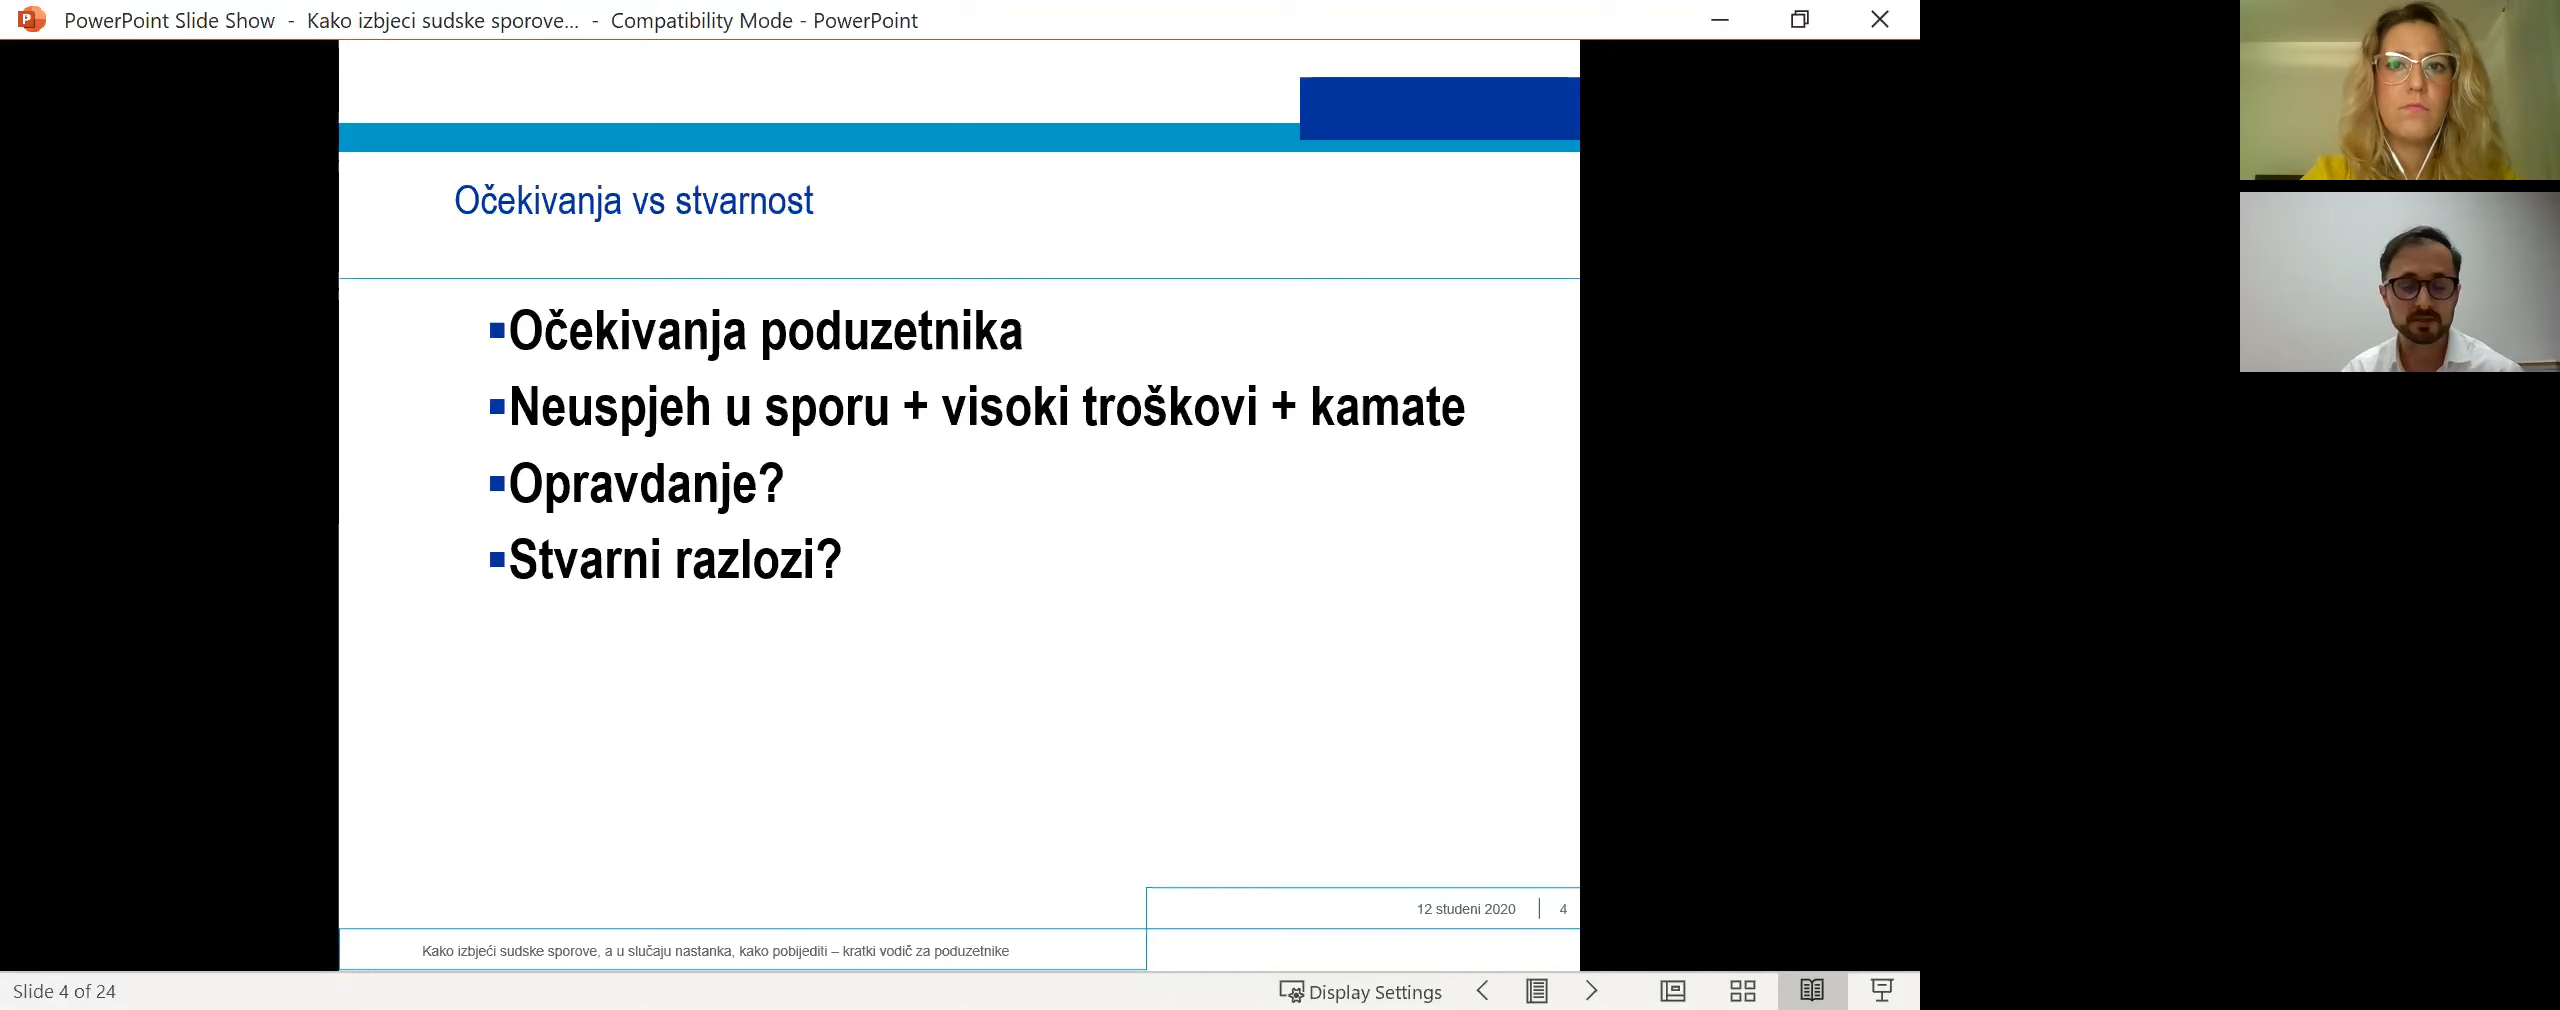 PowerPoint Slide Show - Kako izbjeci sudske sporove... - Compatibility Mode - PowerPoint
Očekivanja vs stvarnost
Očekivanja poduzetnika
Neuspjeh u sporu + visoki troškovi + kamate
Opravdanje?
Stvarni razlozi?
12 studeni 2020 | 4
Kako izbjeći sudske sporove, a u slučaju nastanka, kako pobijediti – kratki vodič za poduzetnike
Slide 4 of 24
Display Settings